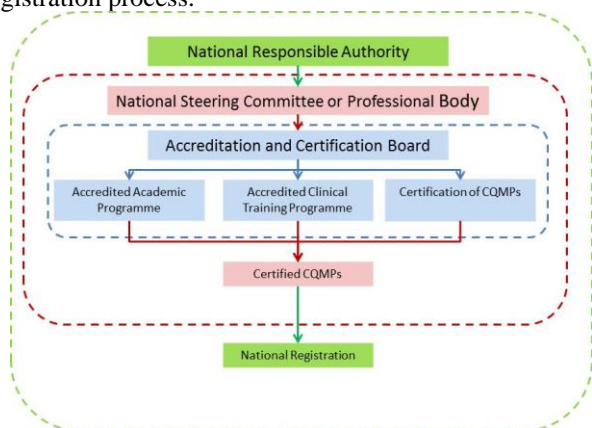 gistration process.
National Responsible Authority
National Steering Committee or Professional Body
Accreditation and Certification Board
Accredited Academic
Programme
Accredited Clinical
Training Programme
Certification of CQMPs
Certified CQMPs
National Registration